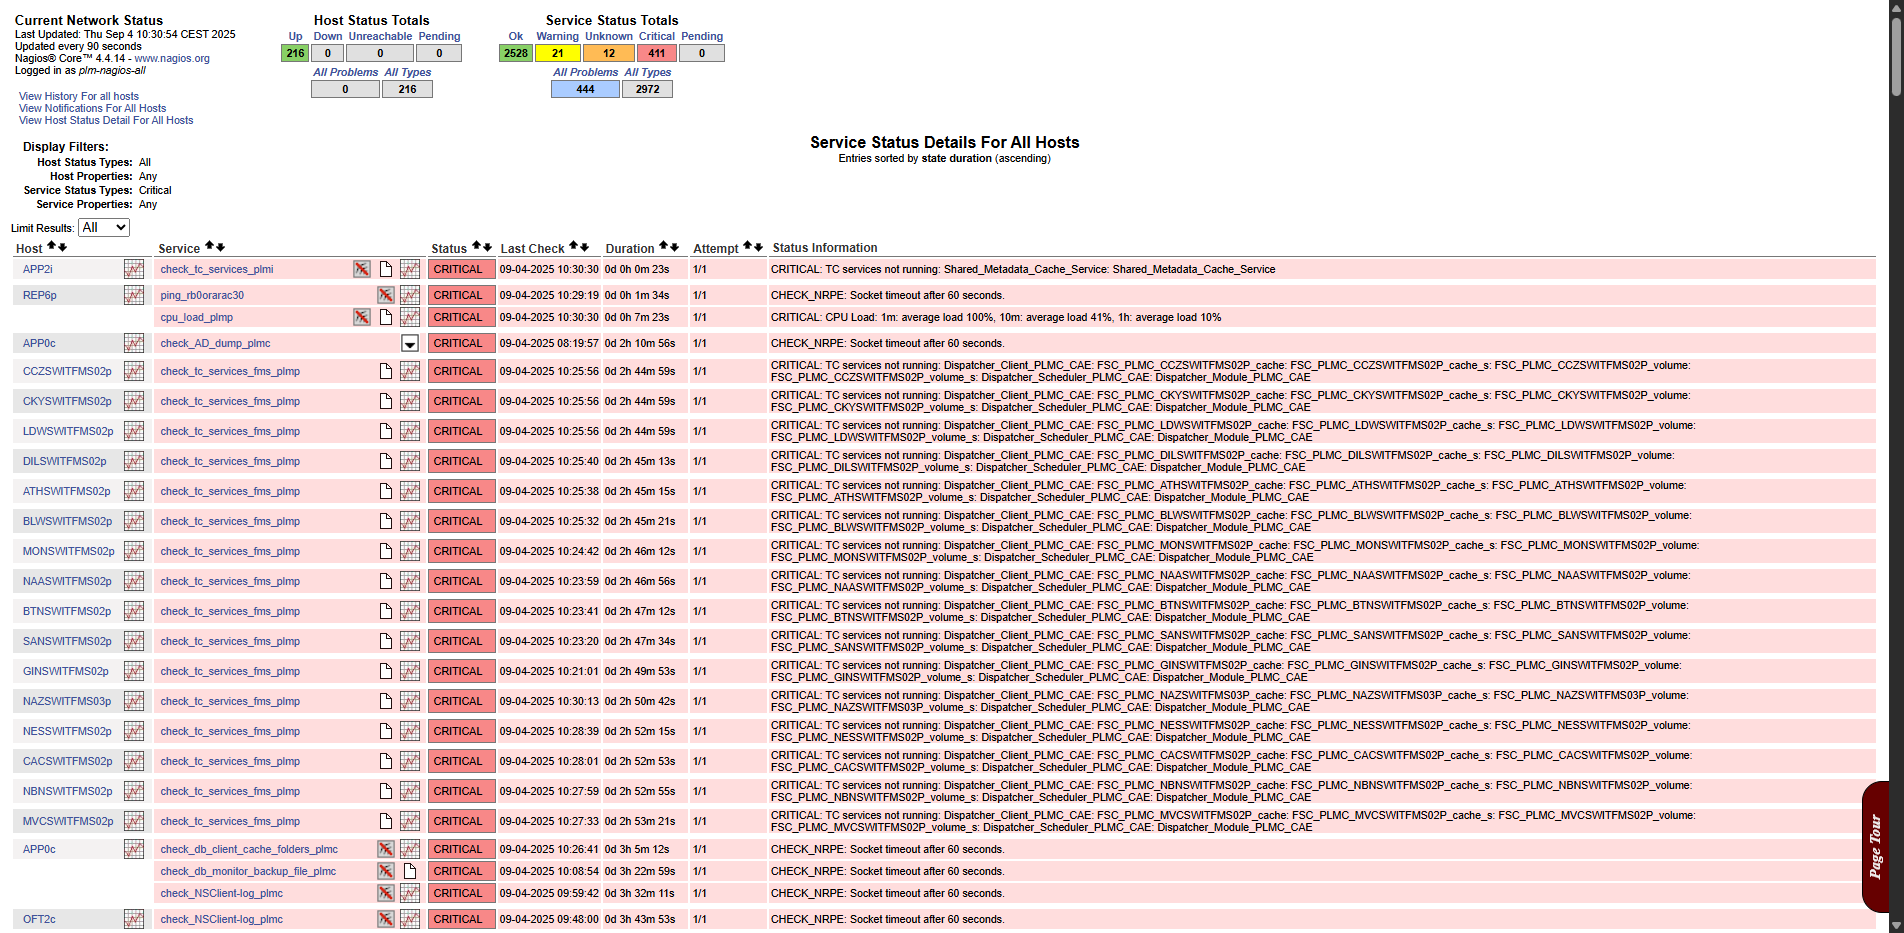 Current Network Status
Last Updated: Thu Sep 4 10:30:54 CEST 2025
Updated every 90 seconds
Nagios® Core™ 4.4.14 - www.nagios.org
Logged in as plm-nagios-all
View History For all hosts
View Notifications For All Hosts
View Host Status Detail For All Hosts
Host Status Totals
Up Down Unreachable Pending
216 0 0 0
All Problems All Types
0 216
Service Status Totals
Ok Warning Unknown Critical Pending
2528 21 12 411 0
All Problems All Types
444 2972
Display Filters:
Host Status Types: All
Host Properties: Any
Service Status Types: Critical
Service Properties: Any
Service Status Details For All Hosts
Entries sorted by state duration (ascending)
Limit Results: All
Host Service Status Last Check Duration Attempt Status Information
APP2i check_tc_services_plmi CRITICAL 09-04-2025 10:30:30 0d 0h 0m 23s 1/1 CRITICAL: TC services not running: Shared_Metadata_Cache_Service: Shared_Metadata_Cache_Service
REP6p ping_rb0orarac30 CRITICAL 09-04-2025 10:29:19 0d 0h 1m 34s 1/1 CHECK_NRPE: Socket timeout after 60 seconds.
cpu_load_plmp CRITICAL 09-04-2025 10:30:30 0d 0h 7m 23s 1/1 CRITICAL: CPU Load: 1m: average load 100%, 10m: average load 41%, 1h: average load 10%
APP0c check_AD_dump_plmc CRITICAL 09-04-2025 08:19:57 0d 2h 10m 56s 1/1 CHECK_NRPE: Socket timeout after 60 seconds.
CCZSWITFMS02p check_tc_services_fms_plmp CRITICAL 09-04-2025 10:25:56 0d 2h 44m 59s 1/1 CRITICAL: TC services not running: Dispatcher_Client_PLMC_CAE: FSC_PLMC_CCZSWITFMS02P_cache: FSC_PLMC_CCZSWITFMS02P_cache_s: FSC_PLMC_CCZSWITFMS02P_volume:
FSC_PLMC_CCZSWITFMS02P_volume_s: Dispatcher_Scheduler_PLMC_CAE: Dispatcher_Module_PLMC_CAE
CKYSWITFMS02p check_tc_services_fms_plmp CRITICAL 09-04-2025 10:25:56 0d 2h 44m 59s 1/1 CRITICAL: TC services not running: Dispatcher_Client_PLMC_CAE: FSC_PLMC_CKYSWITFMS02P_cache: FSC_PLMC_CKYSWITFMS02P_cache_s: FSC_PLMC_CKYSWITFMS02P_volume:
FSC_PLMC_CKYSWITFMS02P_volume_s: Dispatcher_Scheduler_PLMC_CAE: Dispatcher_Module_PLMC_CAE
LDWSWITFMS02p check_tc_services_fms_plmp CRITICAL 09-04-2025 10:25:56 0d 2h 44m 59s 1/1 CRITICAL: TC services not running: Dispatcher_Client_PLMC_CAE: FSC_PLMC_LDWSWITFMS02P_cache: FSC_PLMC_LDWSWITFMS02P_cache_s: FSC_PLMC_LDWSWITFMS02P_volume:
FSC_PLMC_LDWSWITFMS02P_volume_s: Dispatcher_Scheduler_PLMC_CAE: Dispatcher_Module_PLMC_CAE
DILSWITFMS02p check_tc_services_fms_plmp CRITICAL 09-04-2025 10:25:40 0d 2h 45m 13s 1/1 CRITICAL: TC services not running: Dispatcher_Client_PLMC_CAE: FSC_PLMC_DILSWITFMS02P_cache: FSC_PLMC_DILSWITFMS02P_cache_s: FSC_PLMC_DILSWITFMS02P_volume:
FSC_PLMC_DILSWITFMS02P_volume_s: Dispatcher_Scheduler_PLMC_CAE: Dispatcher_Module_PLMC_CAE
ATHSWITFMS02p check_tc_services_fms_plmp CRITICAL 09-04-2025 10:25:38 0d 2h 45m 15s 1/1 CRITICAL: TC services not running: Dispatcher_Client_PLMC_CAE: FSC_PLMC_ATHSWITFMS02P_cache: FSC_PLMC_ATHSWITFMS02P_cache_s: FSC_PLMC_ATHSWITFMS02P_volume:
FSC_PLMC_ATHSWITFMS02P_volume_s: Dispatcher_Scheduler_PLMC_CAE: Dispatcher_Module_PLMC_CAE
BLWSWITFMS02p check_tc_services_fms_plmp CRITICAL 09-04-2025 10:25:32 0d 2h 45m 21s 1/1 CRITICAL: TC services not running: Dispatcher_Client_PLMC_CAE: FSC_PLMC_BLWSWITFMS02P_cache: FSC_PLMC_BLWSWITFMS02P_cache_s: FSC_PLMC_BLWSWITFMS02P_volume:
FSC_PLMC_BLWSWITFMS02P_volume_s: Dispatcher_Scheduler_PLMC_CAE: Dispatcher_Module_PLMC_CAE
MONSWITFMS02p check_tc_services_fms_plmp CRITICAL 09-04-2025 10:24:42 0d 2h 46m 12s 1/1 CRITICAL: TC services not running: Dispatcher_Client_PLMC_CAE: FSC_PLMC_MONSWITFMS02P_cache: FSC_PLMC_MONSWITFMS02P_cache_s: FSC_PLMC_MONSWITFMS02P_volume:
FSC_PLMC_MONSWITFMS02P_volume_s: Dispatcher_Scheduler_PLMC_CAE: Dispatcher_Module_PLMC_CAE
NAASWITFMS02p check_tc_services_fms_plmp CRITICAL 09-04-2025 10:23:59 0d 2h 46m 56s 1/1 CRITICAL: TC services not running: Dispatcher_Client_PLMC_CAE: FSC_PLMC_NAASWITFMS02P_cache: FSC_PLMC_NAASWITFMS02P_cache_s: FSC_PLMC_NAASWITFMS02P_volume:
FSC_PLMC_NAASWITFMS02P_volume_s: Dispatcher_Scheduler_PLMC_CAE: Dispatcher_Module_PLMC_CAE
BTNSWITFMS02p check_tc_services_fms_plmp CRITICAL 09-04-2025 10:23:41 0d 2h 47m 12s 1/1 CRITICAL: TC services not running: Dispatcher_Client_PLMC_CAE: FSC_PLMC_BTNSWITFMS02P_cache: FSC_PLMC_BTNSWITFMS02P_cache_s: FSC_PLMC_BTNSWITFMS02P_volume:
FSC_PLMC_BTNSWITFMS02P_volume_s: Dispatcher_Scheduler_PLMC_CAE: Dispatcher_Module_PLMC_CAE
SANSWITFMS02p check_tc_services_fms_plmp CRITICAL 09-04-2025 10:23:20 0d 2h 47m 34s 1/1 CRITICAL: TC services not running: Dispatcher_Client_PLMC_CAE: FSC_PLMC_SANSWITFMS02P_cache: FSC_PLMC_SANSWITFMS02P_cache_s: FSC_PLMC_SANSWITFMS02P_volume:
FSC_PLMC_SANSWITFMS02P_volume_s: Dispatcher_Scheduler_PLMC_CAE: Dispatcher_Module_PLMC_CAE
GINSWITFMS02p check_tc_services_fms_plmp CRITICAL 09-04-2025 10:21:01 0d 2h 49m 53s 1/1 CRITICAL: TC services not running: Dispatcher_Client_PLMC_CAE: FSC_PLMC_GINSWITFMS02P_cache: FSC_PLMC_GINSWITFMS02P_cache_s: FSC_PLMC_GINSWITFMS02P_volume:
FSC_PLMC_GINSWITFMS02P_volume_s: Dispatcher_Scheduler_PLMC_CAE: Dispatcher_Module_PLMC_CAE
NAZSWITFMS03p check_tc_services_fms_plmp CRITICAL 09-04-2025 10:30:13 0d 2h 50m 42s 1/1 CRITICAL: TC services not running: Dispatcher_Client_PLMC_CAE: FSC_PLMC_NAZSWITFMS03P_cache: FSC_PLMC_NAZSWITFMS03P_cache_s: FSC_PLMC_NAZSWITFMS03P_volume:
FSC_PLMC_NAZSWITFMS03P_volume_s: Dispatcher_Scheduler_PLMC_CAE: Dispatcher_Module_PLMC_CAE
NESSWITFMS02p check_tc_services_fms_plmp CRITICAL 09-04-2025 10:28:39 0d 2h 52m 15s 1/1 CRITICAL: TC services not running: Dispatcher_Client_PLMC_CAE: FSC_PLMC_NESSWITFMS02P_cache: FSC_PLMC_NESSWITFMS02P_cache_s: FSC_PLMC_NESSWITFMS02P_volume:
FSC_PLMC_NESSWITFMS02P_volume_s: Dispatcher_Scheduler_PLMC_CAE: Dispatcher_Module_PLMC_CAE
CACSWITFMS02p check_tc_services_fms_plmp CRITICAL 09-04-2025 10:28:01 0d 2h 52m 53s 1/1 CRITICAL: TC services not running: Dispatcher_Client_PLMC_CAE: FSC_PLMC_CACSWITFMS02P_cache: FSC_PLMC_CACSWITFMS02P_cache_s: FSC_PLMC_CACSWITFMS02P_volume:
FSC_PLMC_CACSWITFMS02P_volume_s: Dispatcher_Scheduler_PLMC_CAE: Dispatcher_Module_PLMC_CAE
NBNSWITFMS02p check_tc_services_fms_plmp CRITICAL 09-04-2025 10:27:59 0d 2h 52m 55s 1/1 CRITICAL: TC services not running: Dispatcher_Client_PLMC_CAE: FSC_PLMC_NBNSWITFMS02P_cache: FSC_PLMC_NBNSWITFMS02P_cache_s: FSC_PLMC_NBNSWITFMS02P_volume:
FSC_PLMC_NBNSWITFMS02P_volume_s: Dispatcher_Scheduler_PLMC_CAE: Dispatcher_Module_PLMC_CAE
MVCSWITFMS02p check_tc_services_fms_plmp CRITICAL 09-04-2025 10:27:33 0d 2h 53m 21s 1/1 CRITICAL: TC services not running: Dispatcher_Client_PLMC_CAE: FSC_PLMC_MVCSWITFMS02P_cache: FSC_PLMC_MVCSWITFMS02P_cache_s: FSC_PLMC_MVCSWITFMS02P_volume:
FSC_PLMC_MVCSWITFMS02P_volume_s: Dispatcher_Scheduler_PLMC_CAE: Dispatcher_Module_PLMC_CAE
APP0c check_db_client_cache_folders_plmc CRITICAL 09-04-2025 10:26:41 0d 3h 5m 12s 1/1 CHECK_NRPE: Socket timeout after 60 seconds.
check_db_monitor_backup_file_plmc CRITICAL 09-04-2025 10:08:54 0d 3h 22m 59s 1/1 CHECK_NRPE: Socket timeout after 60 seconds.
check_NSClient-log_plmc CRITICAL 09-04-2025 09:59:42 0d 3h 32m 11s 1/1 CHECK_NRPE: Socket timeout after 60 seconds.
OFT2c check_NSClient-log_plmc CRITICAL 09-04-2025 09:48:00 0d 3h 43m 53s 1/1 CHECK_NRPE: Socket timeout after 60 seconds.
Page Tour